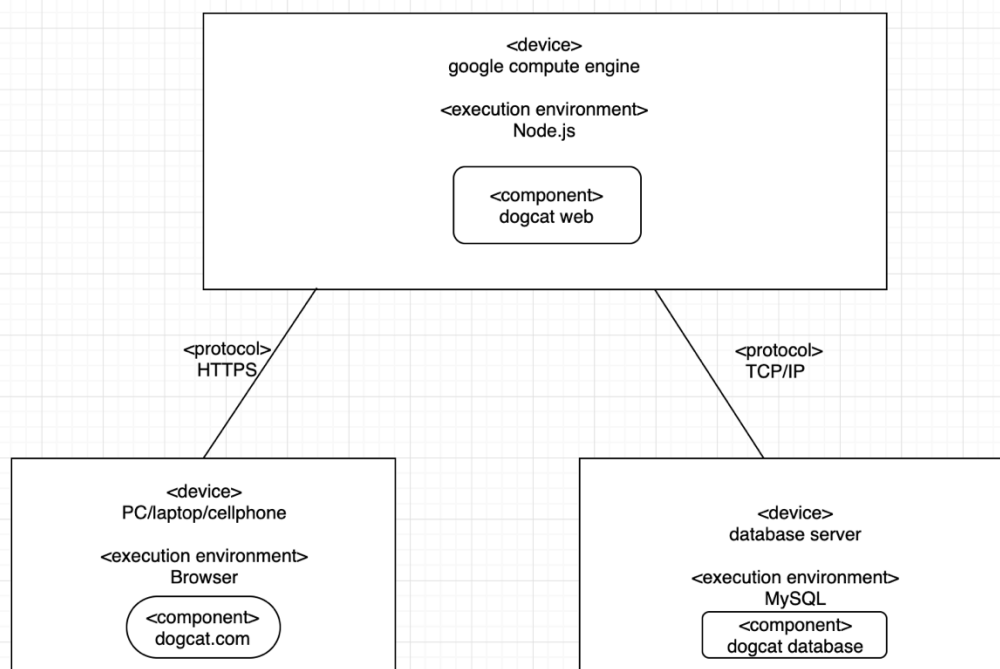 <device>
google compute engine
<execution environment>
Node.js
<component>
dogcat web
<protocol>
HTTPS
<protocol>
TCP/IP
<device>
PC/laptop/cellphone
<execution environment>
Browser
<component>
dogcat.com
<device>
database server
<execution environment>
MySQL
<component>
dogcat database